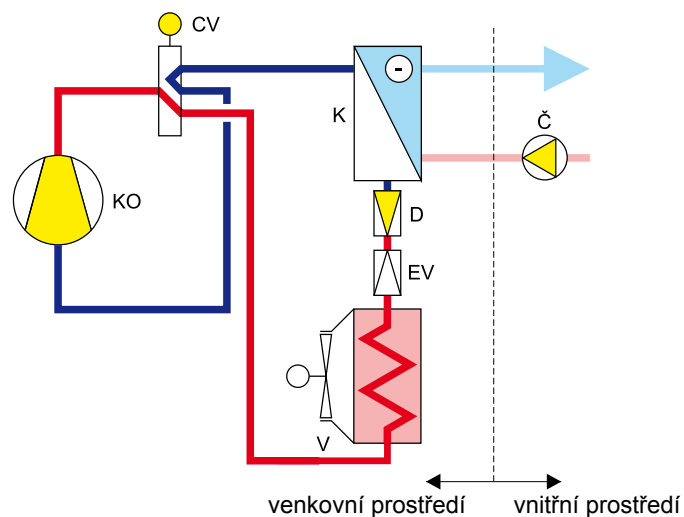 CV
-
K
Č
KO
D
EV
V
venkovní prostředí
vnitřní prostředí